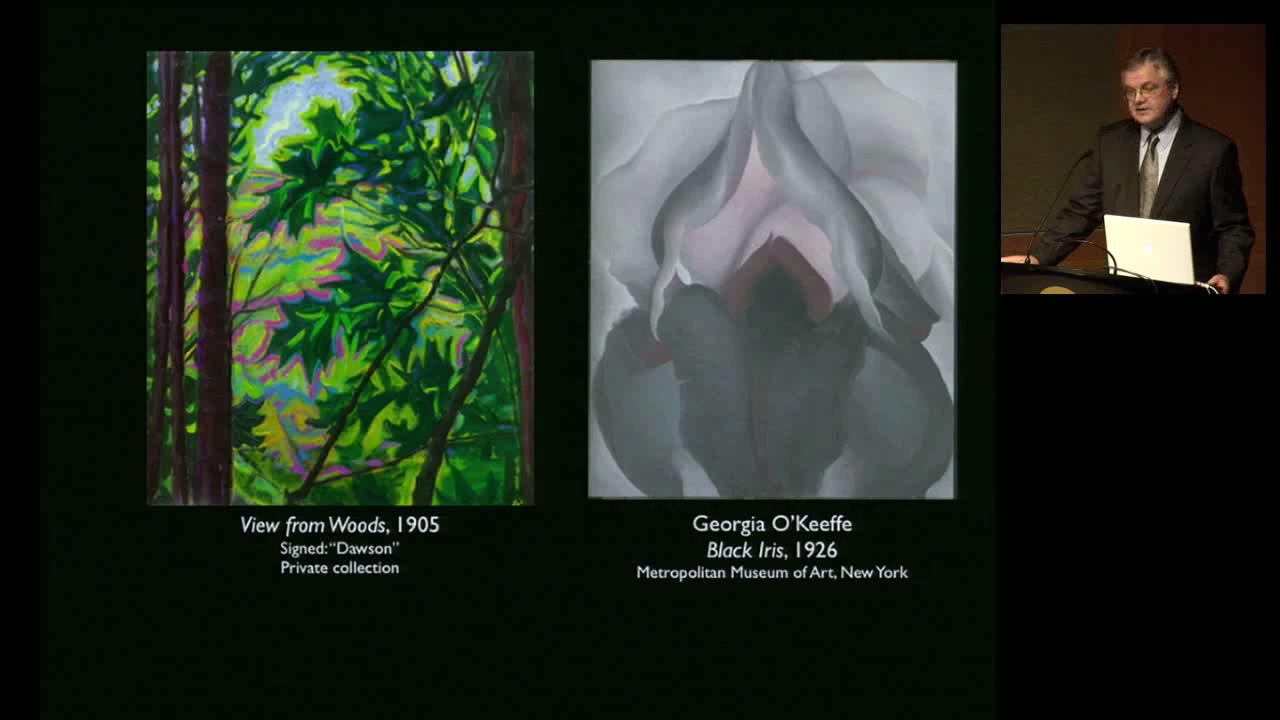 View from Woods, 1905
Signed: “Dawson”
Private collection
Georgia O’Keeffe
Black Iris, 1926
Metropolitan Museum of Art, New York